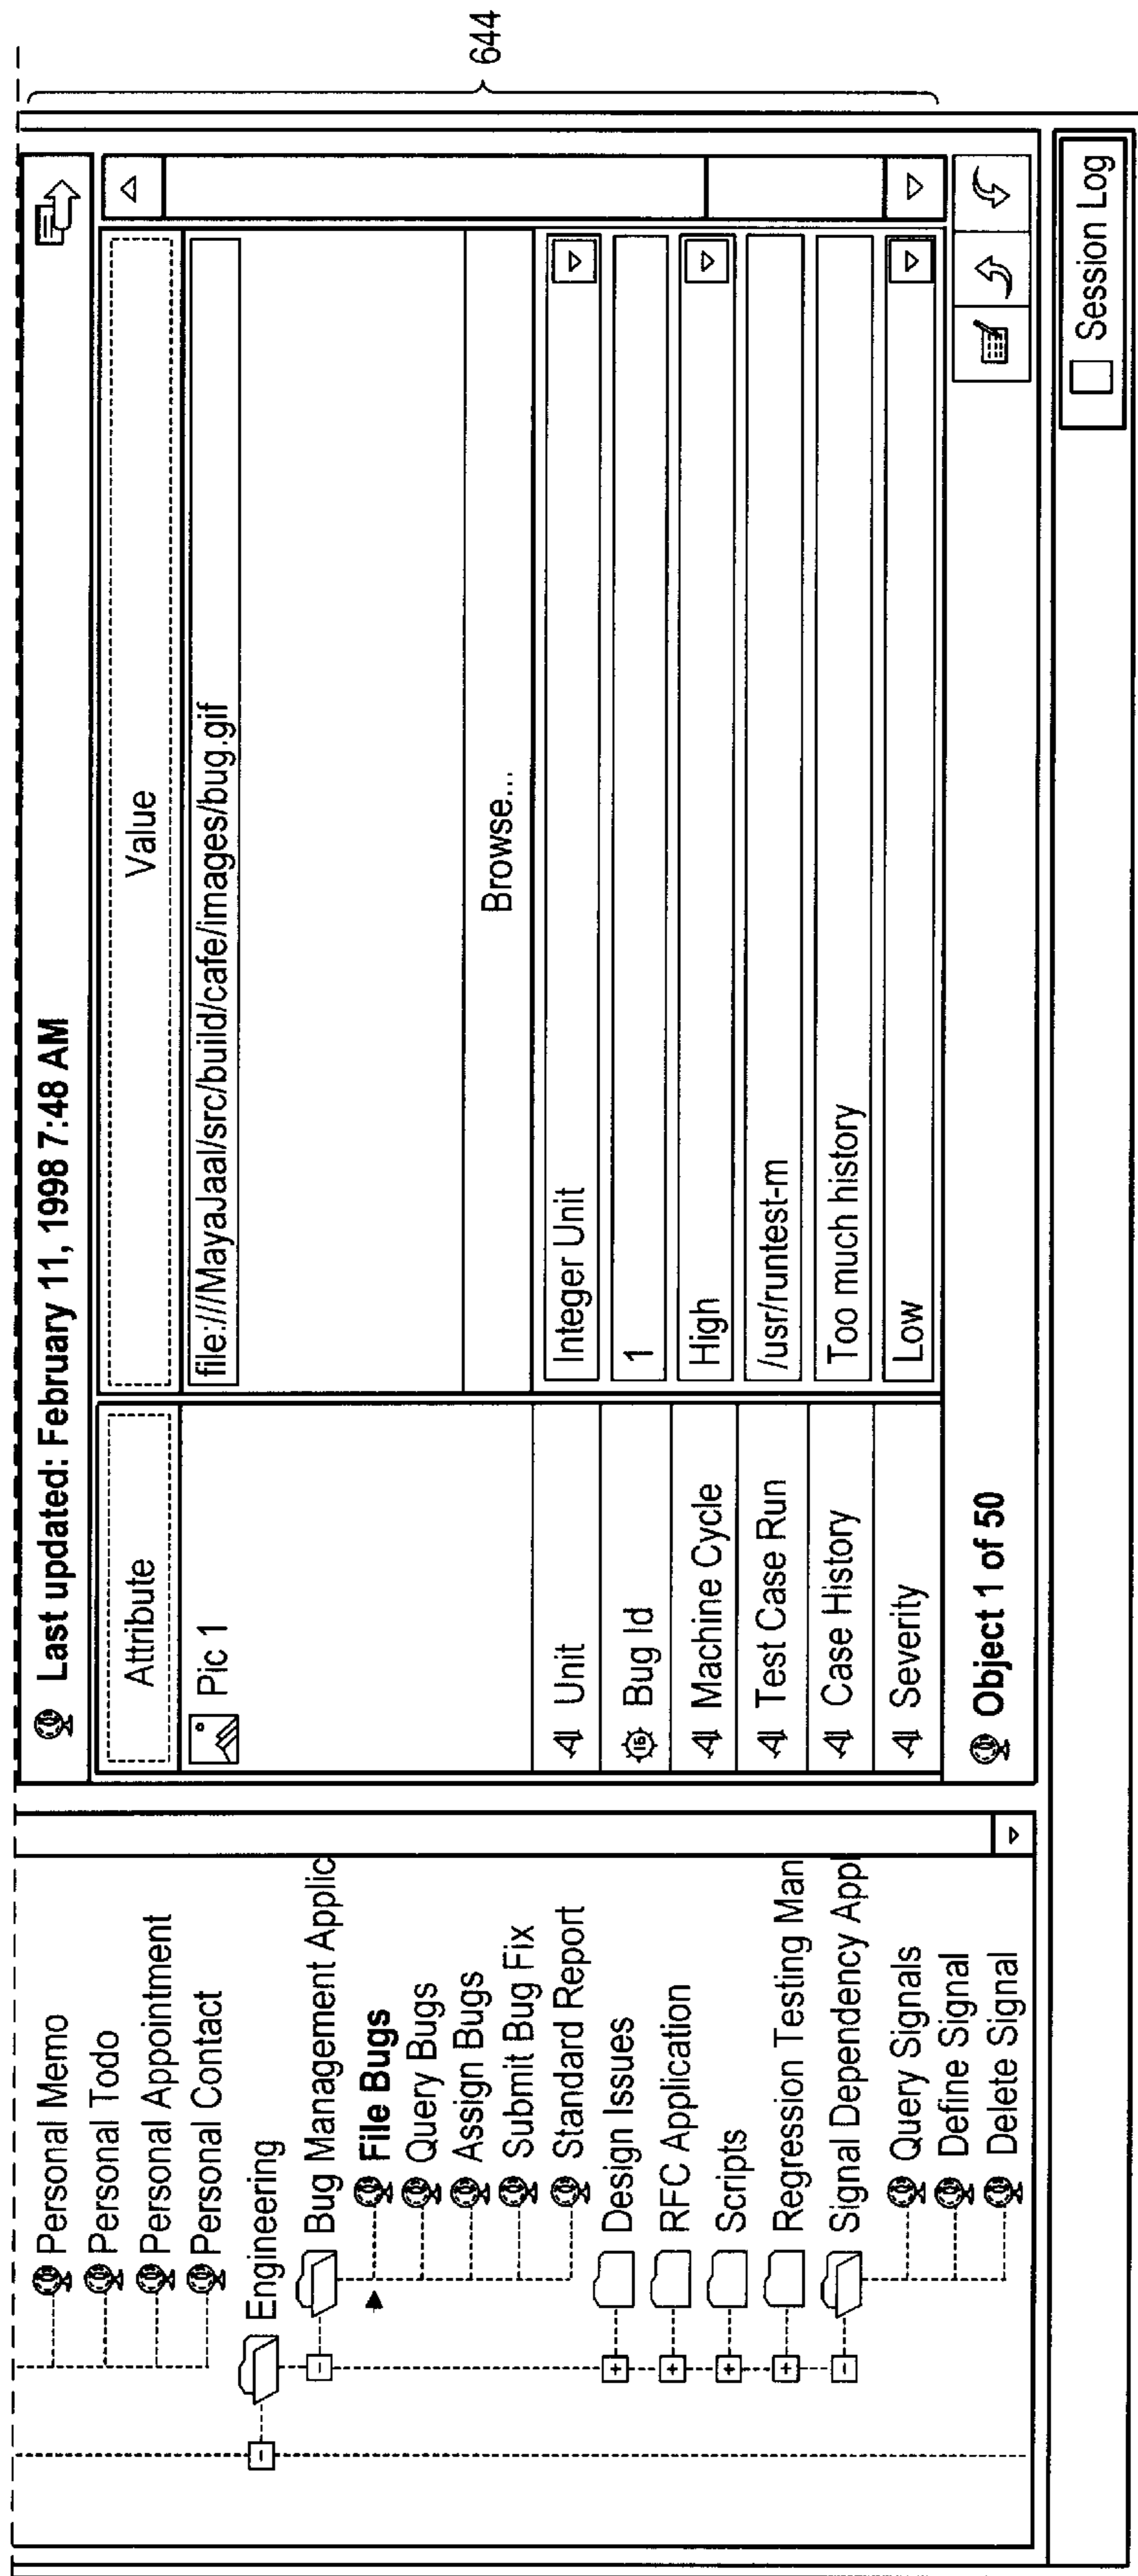 Personal Memo
Personal Todo
Personal Appointment
Personal Contact
Engineering
Bug Management Applic
File Bugs
Query Bugs
Assign Bugs
Submit Bug Fix
Standard Report
Design Issues
RFC Application
Scripts
Regression Testing Man
Signal Dependency Appl
Query Signals
Define Signal
Delete Signal
Last updated: February 11, 1998 7:48 AM
Attribute Value
Pic 1 file:///MayaJaal/src/build/cafe/images/bug.gif
Browse...
Unit Integer Unit
16 Bug Id 1
Machine Cycle High
Test Case Run /usr/runtest-m
Case History Too much history
Severity Low
Object 1 of 50
Session Log
644